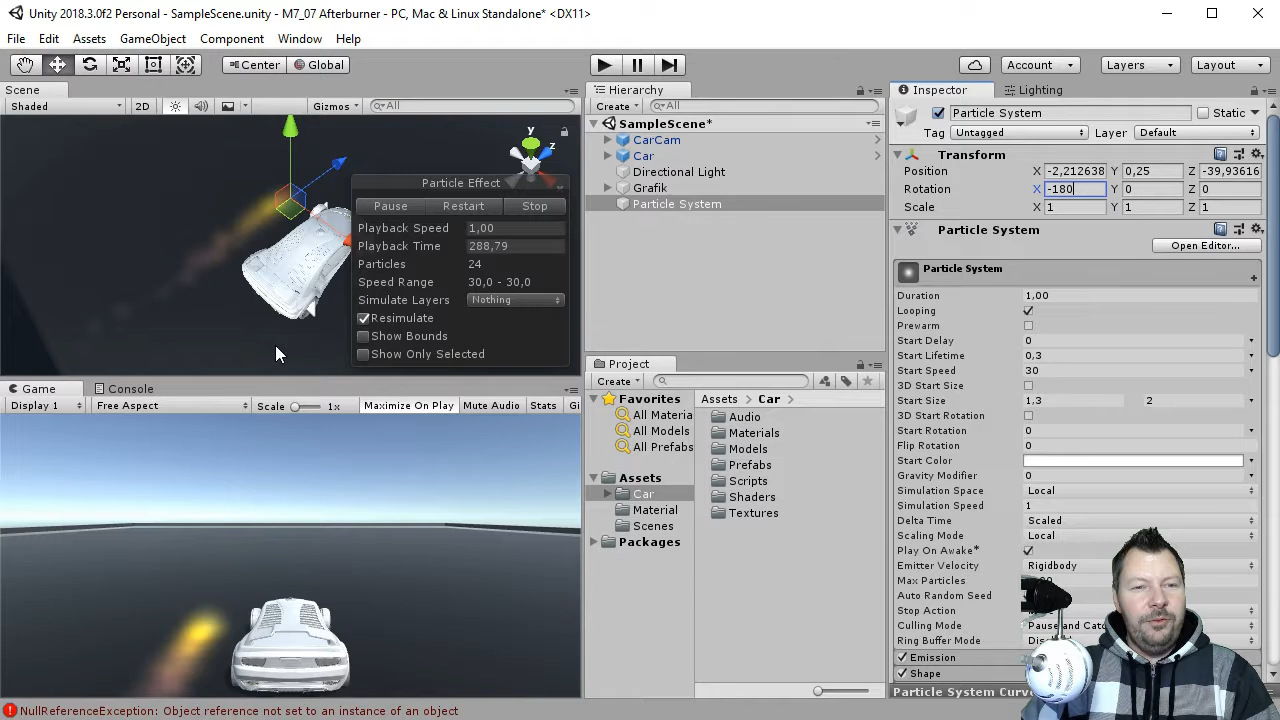 Unity 2018.3.0f2 Personal - SampleScene.unity - M7_07 Afterburner - PC, Mac & Linux Standalone* <DX11>
File Edit Assets GameObject Component Window Help
Center Global Account Layers Layout
Scene
Shaded 2D Gizmos All
Particle Effect
Pause Restart Stop
Playback Speed 1,00
Playback Time 288,79
Particles 24
Speed Range 30,0 - 30,0
Simulate Layers Nothing
Resimulate
Show Bounds
Show Only Selected
y
z
Game Console
Display 1 Free Aspect Scale 1x Maximize On Play Mute Audio Stats Gi
Hierarchy
Create All
SampleScene*
CarCam
Car
Directional Light
Grafik
Particle System
Project
Create
Favorites
All Materia
All Models
All Prefabs
Assets
Car
Material
Scenes
Packages
Assets > Car >
Audio
Materials
Models
Prefabs
Scripts
Shaders
Textures
Inspector Lighting
Particle System Static
Tag Untagged Layer Default
Transform
Position X -2,212638 Y 0,25 Z -39,93616
Rotation X -180 Y 0 Z 0
Scale X 1 Y 1 Z 1
Particle System
Open Editor...
Particle System
Duration 1,00
Looping
Prewarm
Start Delay 0
Start Lifetime 0,3
Start Speed 30
3D Start Size
Start Size 1,3 2
3D Start Rotation
Start Rotation 0
Flip Rotation 0
Start Color
Gravity Modifier 0
Simulation Space Local
Simulation Speed 1
Delta Time Scaled
Scaling Mode Local
Play On Awake*
Emitter Velocity Rigidbody
Max Particles
Auto Random Seed
Stop Action
Culling Mode Pause and Catc
Ring Buffer Mode
Emission
Shape
Particle System Curv
NullReferenceException: Object reference not set to an instance of an object